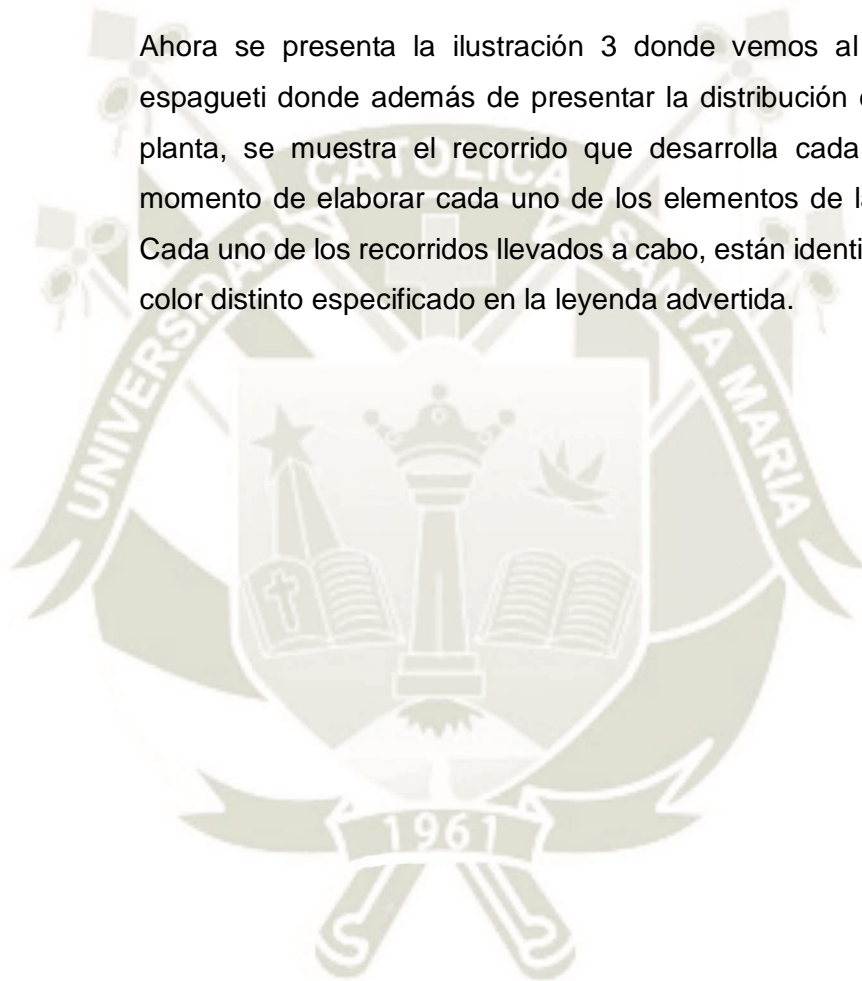 Ahora se presenta la ilustración 3 donde vemos al
espagueti donde además de presentar la distribución
planta, se muestra el recorrido que desarrolla cada
momento de elaborar cada uno de los elementos de
Cada uno de los recorridos llevados a cabo, están
color distinto especificado en la leyenda advertida.
UNIVERSIDAD CATOLICA SANTA MARIA
1961